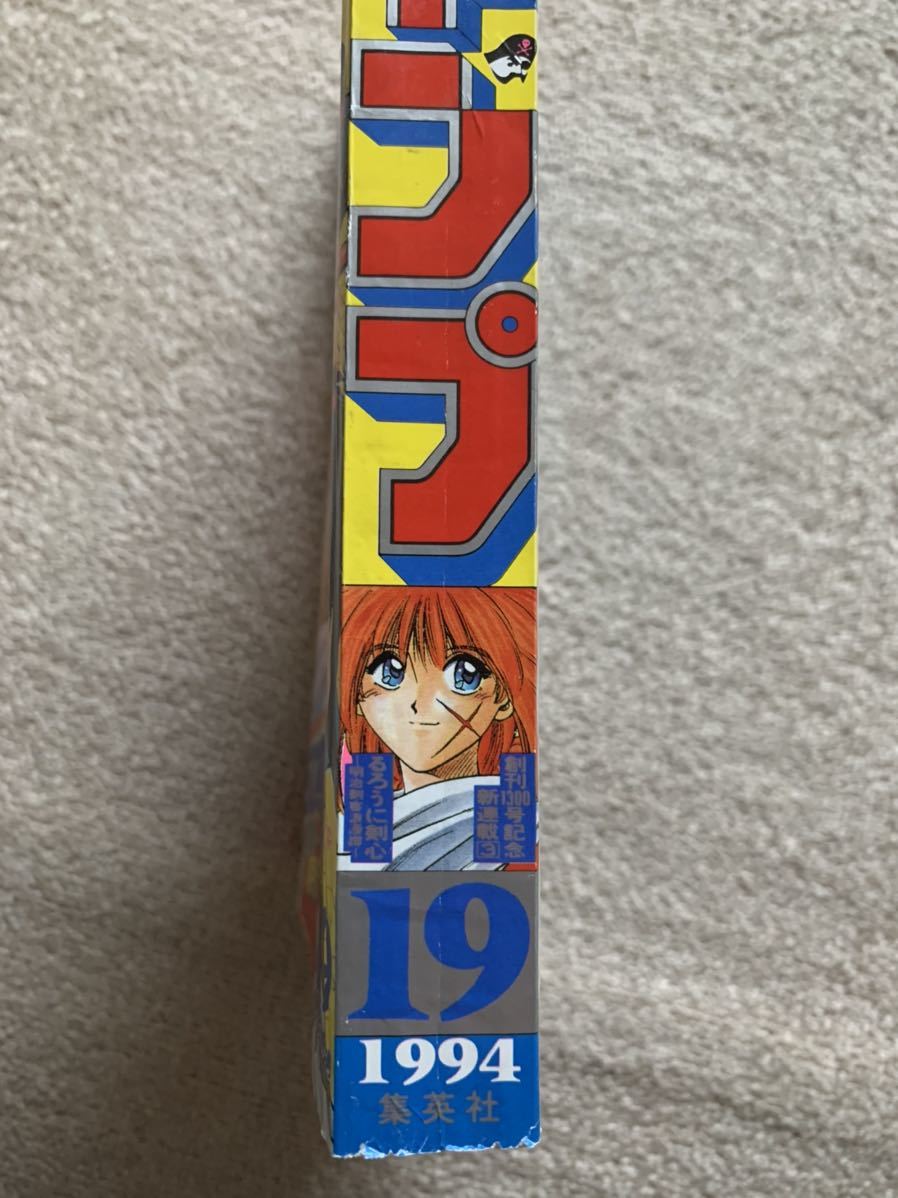 ンプ
創刊1300号記念
新連載③
るろうに剣心
─明治剣客浪漫譚─
19
1994
集英社